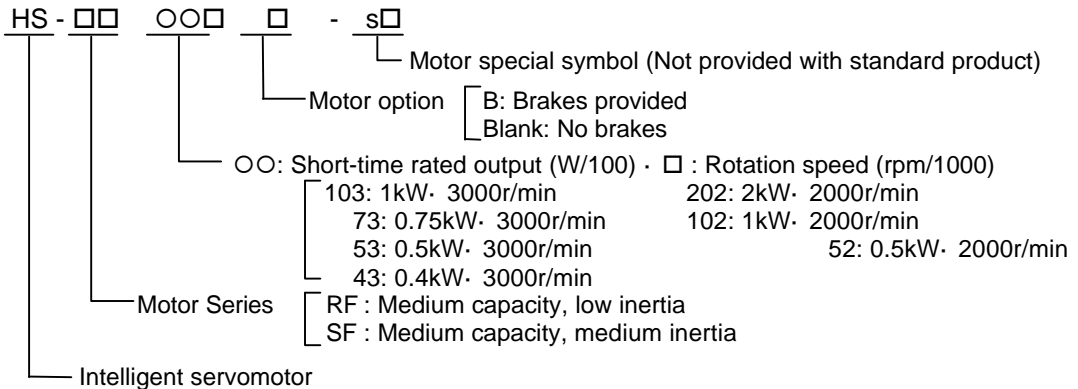 HS - □□ ○○□ □ - s□
Motor special symbol (Not provided with standard product)
Motor option B: Brakes provided
Blank: No brakes
○○: Short-time rated output (W/100) · □ : Rotation speed (rpm/1000)
103: 1kW· 3000r/min 202: 2kW· 2000r/min
73: 0.75kW· 3000r/min 102: 1kW· 2000r/min
53: 0.5kW· 3000r/min 52: 0.5kW· 2000r/min
43: 0.4kW· 3000r/min
Motor Series RF : Medium capacity, low inertia
SF : Medium capacity, medium inertia
Intelligent servomotor